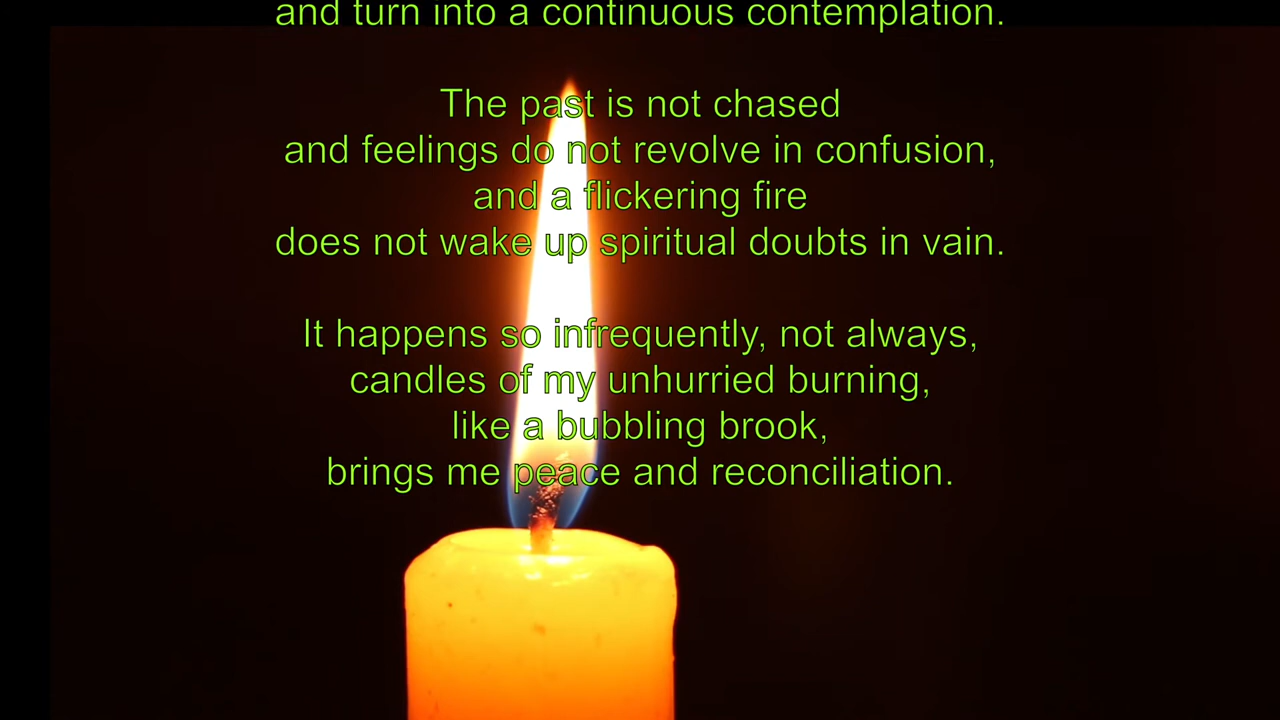 and turn into a continuous contemplation.
The past is not chased
and feelings do not revolve in confusion,
and a flickering fire
does not wake up spiritual doubts in vain.
It happens so infrequently, not always,
candles of my unhurried burning,
like a bubbling brook,
brings me peace and reconciliation.